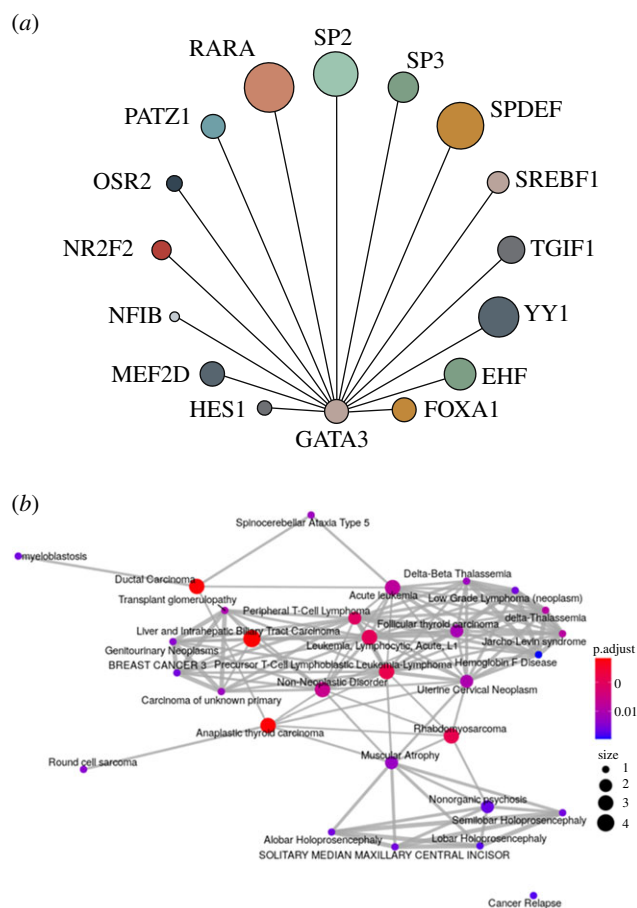 (a)
SP2
RARA
SP3
SPDEF
PATZ1
OSR2
SREBF1
NR2F2
TGIF1
NFIB
YY1
MEF2D
EHF
HES1
FOXA1
GATA3
(b)
Spinocerebellar Ataxia Type 5
myeloblastosis
Ductal Carcinoma
Delta-Beta Thalassemia
Acute leukemia
Low Grade Lymphoma (neoplasm)
Transplant glomerulopathy
Peripheral T-Cell Lymphoma
Follicular thyroid carcinoma
delta-Thalassemia
Liver and Intrahepatic Biliary Tract Carcinoma
Leukemia, Lymphocytic, Acute, L1
Jarcho-Levin syndrome
Genitourinary Neoplasms
BREAST CANCER 3
Precursor T-Cell Lymphoblastic Leukemia-Lymphoma
Hemoglobin F Disease
Non-Neoplastic Disorder
Uterine Cervical Neoplasm
Carcinoma of unknown primary
Anaplastic thyroid carcinoma
Rhabdomyosarcoma
Round cell sarcoma
Muscular Atrophy
Nonorganic psychosis
Semilobar Holoprosencephaly
Alobar Holoprosencephaly
Lobar Holoprosencephaly
SOLITARY MEDIAN MAXILLARY CENTRAL INCISOR
Cancer Relapse
p.adjust
0
0.01
size
1
2
3
4